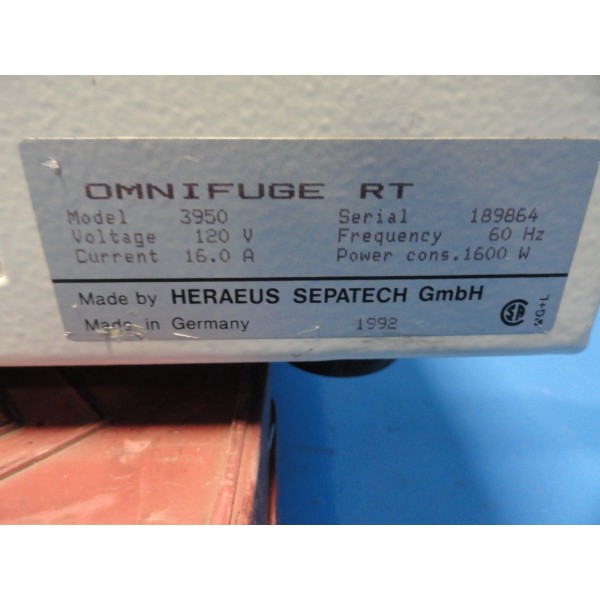 OMNIFUGE RT
Model 3950 Serial 189864
Voltage 120 V Frequency 60 Hz
Current 16.0 A Power cons.1600 W
Made by HERAEUS SEPATECH GmbH
Made in Germany 1992